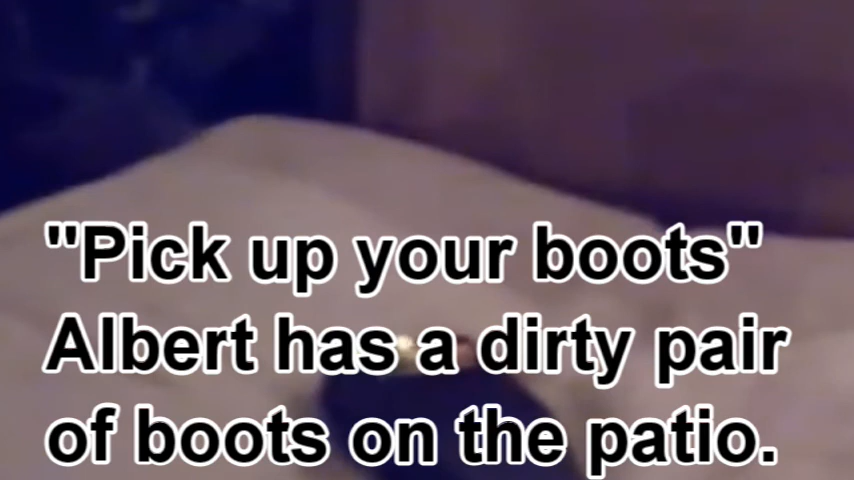 "Pick up your boots"
Albert has a dirty pair
of boots on the patio.